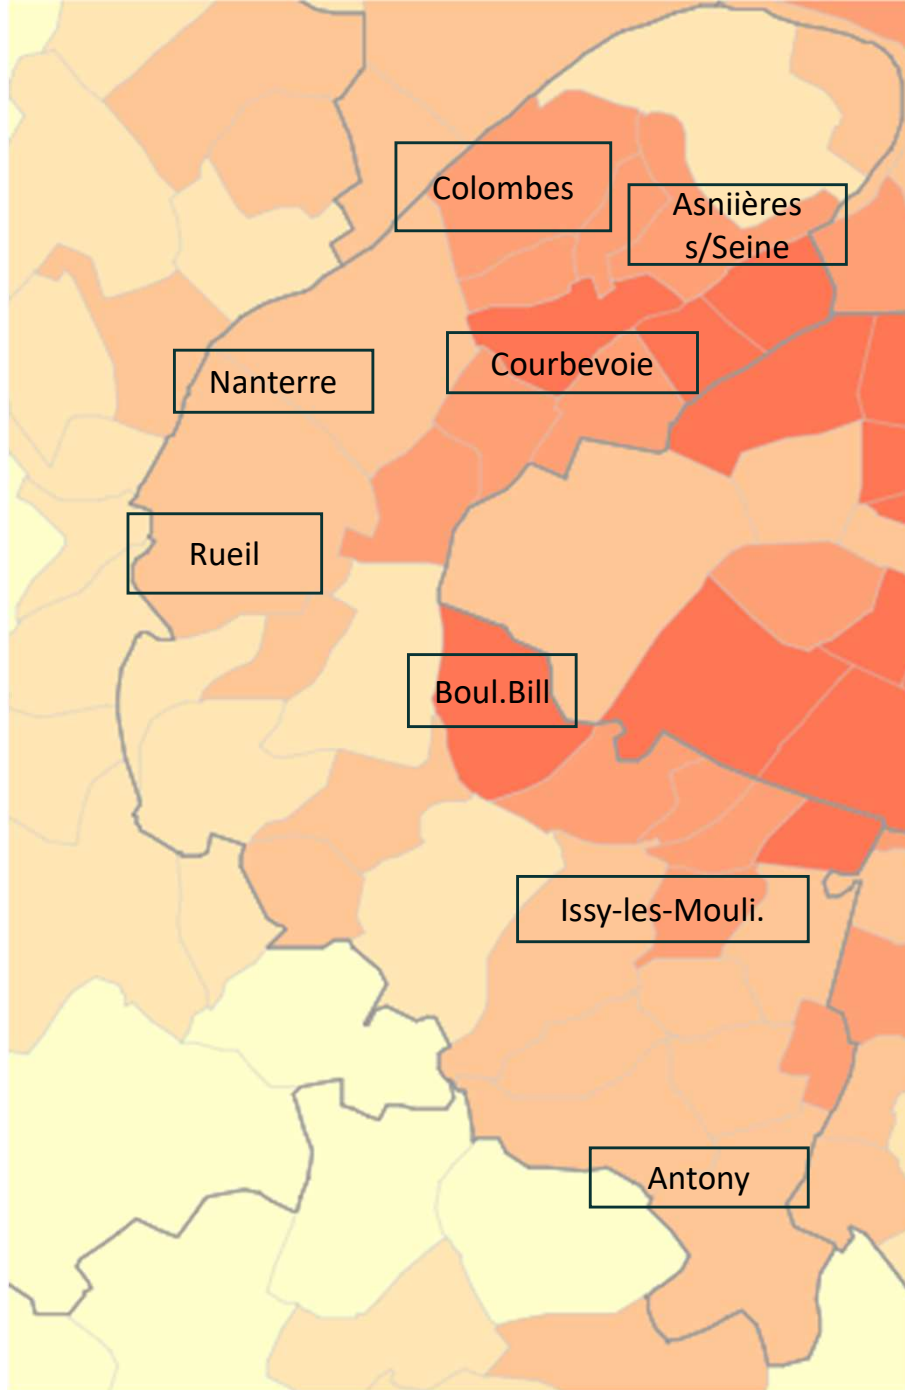 Colombes
Asniières
s/Seine
Courbevoie
Nanterre
Rueil
Boul.Bill
Issy-les-Mouli.
Antony